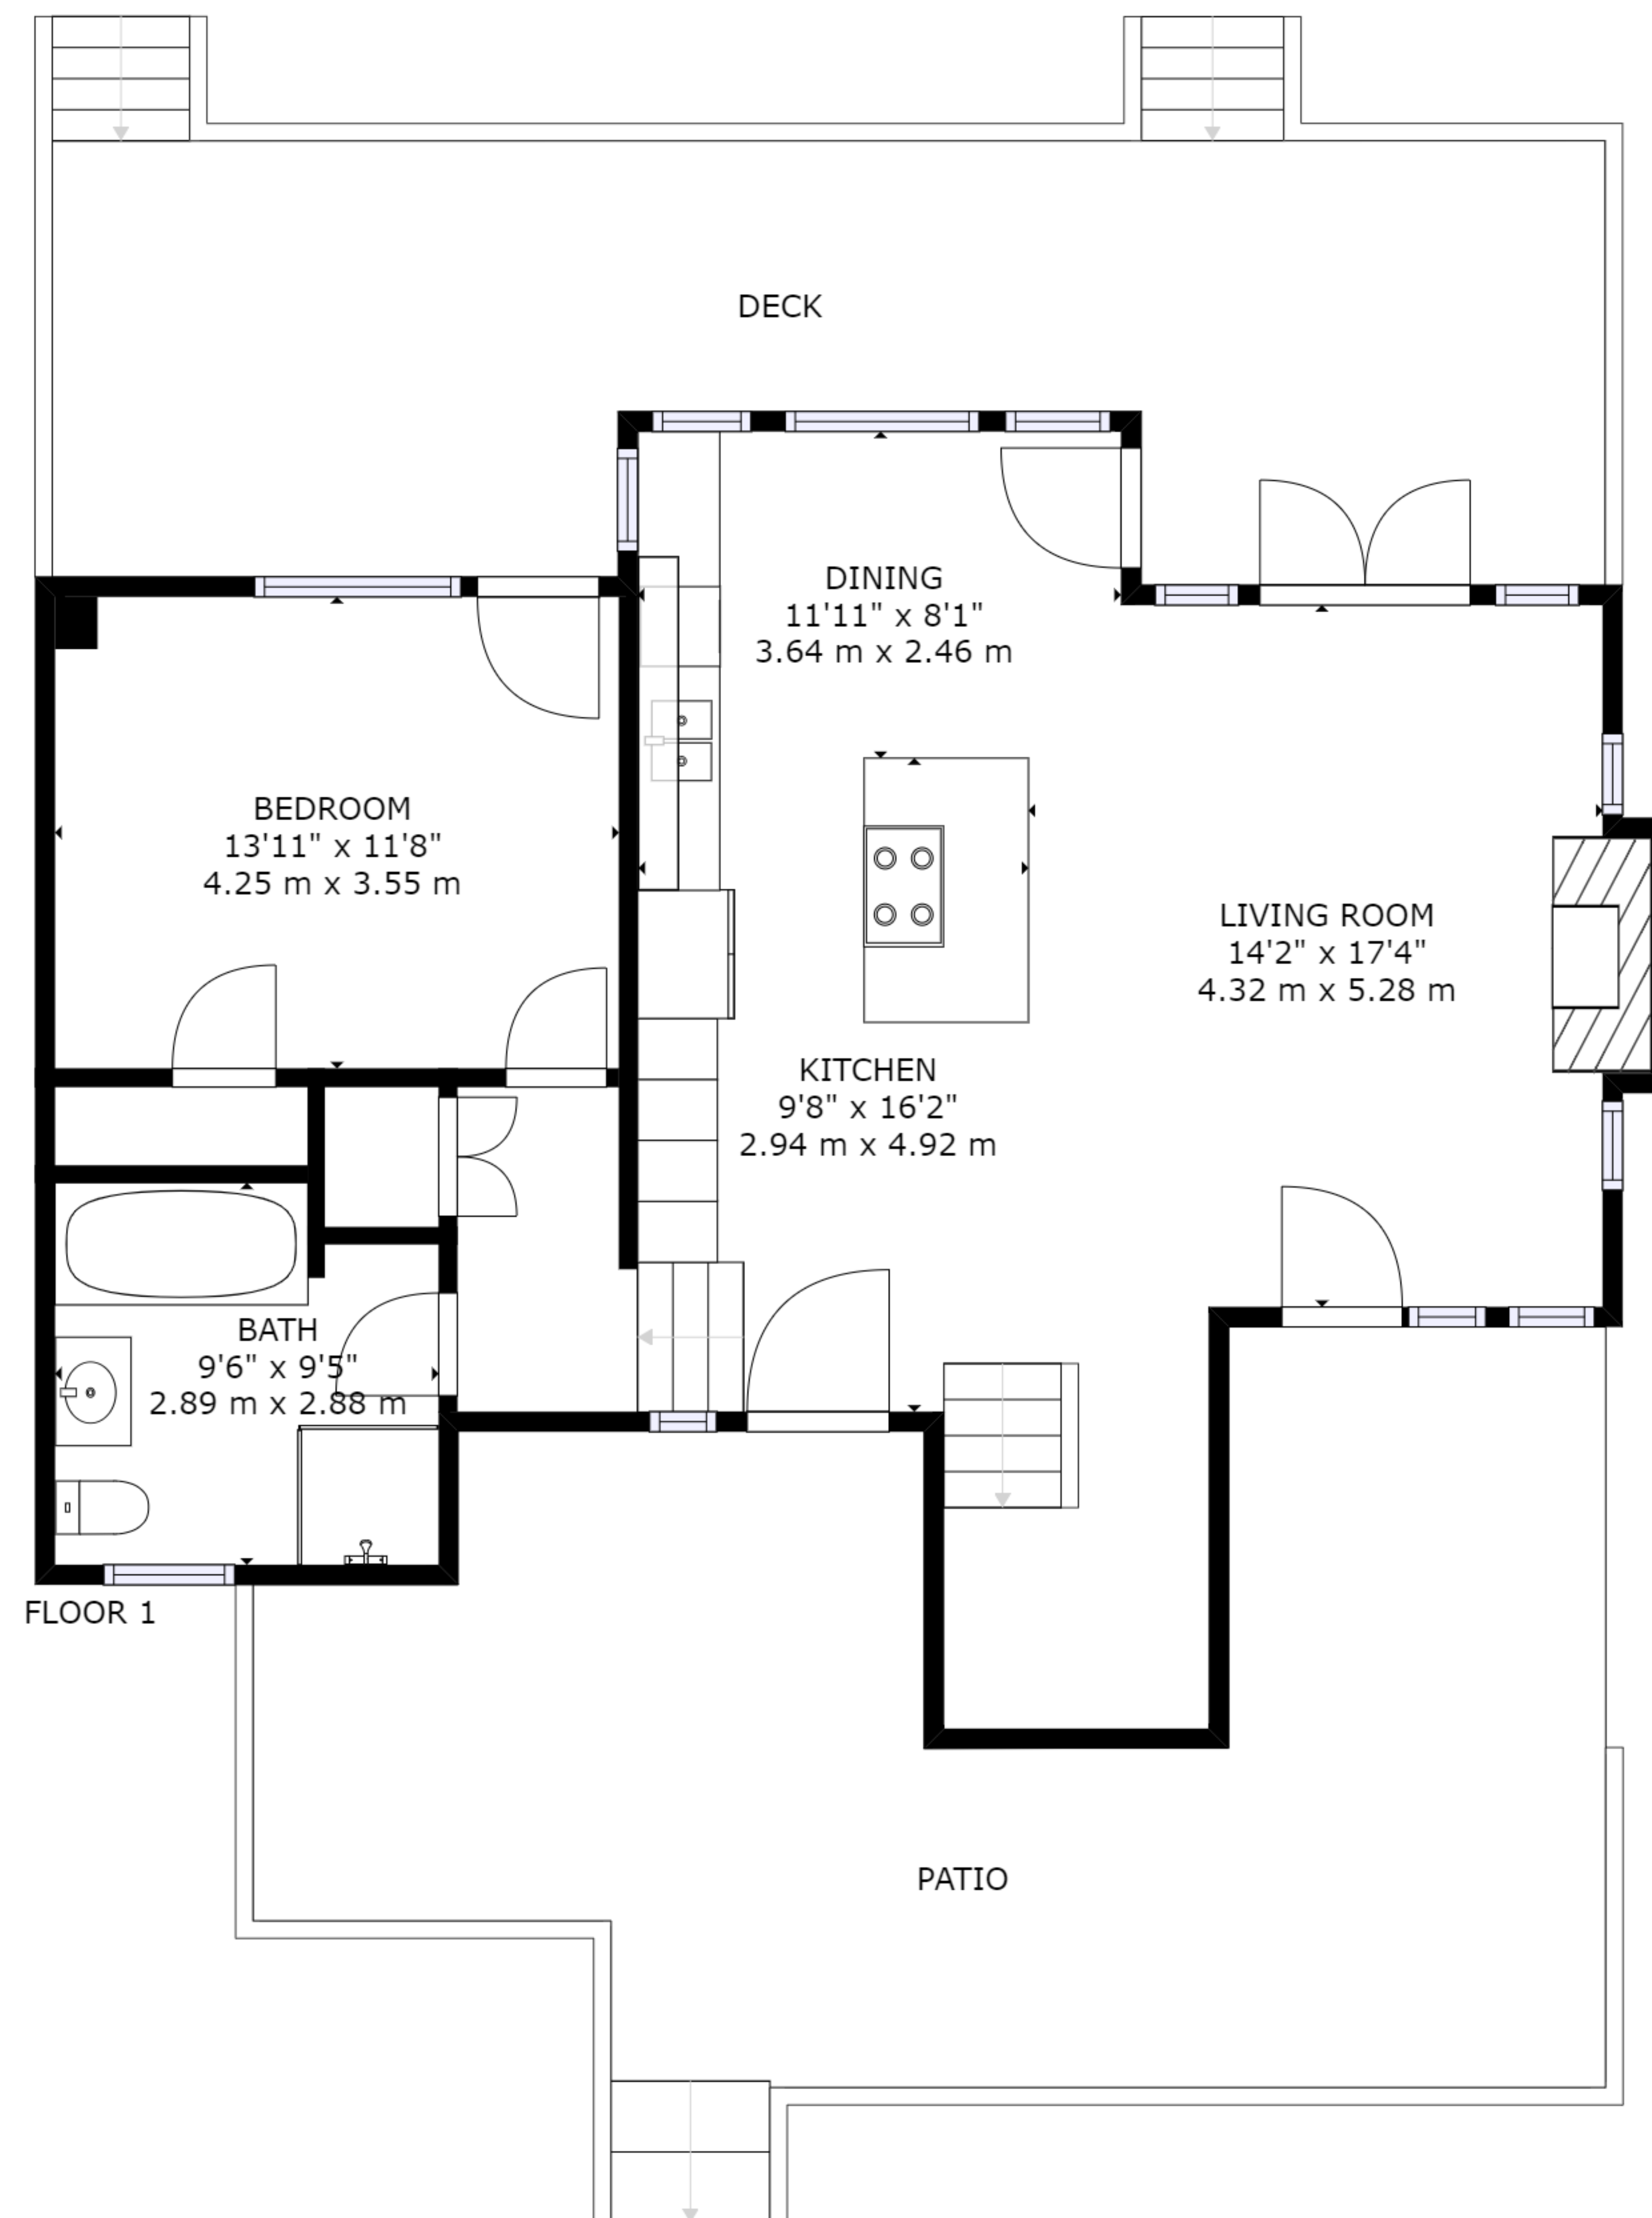 DECK
DINING
11'11" x 8'1"
3.64 m x 2.46 m
BEDROOM
13'11" x 11'8"
4.25 m x 3.55 m
LIVING ROOM
14'2" x 17'4"
4.32 m x 5.28 m
KITCHEN
9'8" x 16'2"
2.94 m x 4.92 m
BATH
9'6" x 9'5"
2.89 m x 2.88 m
FLOOR 1
PATIO